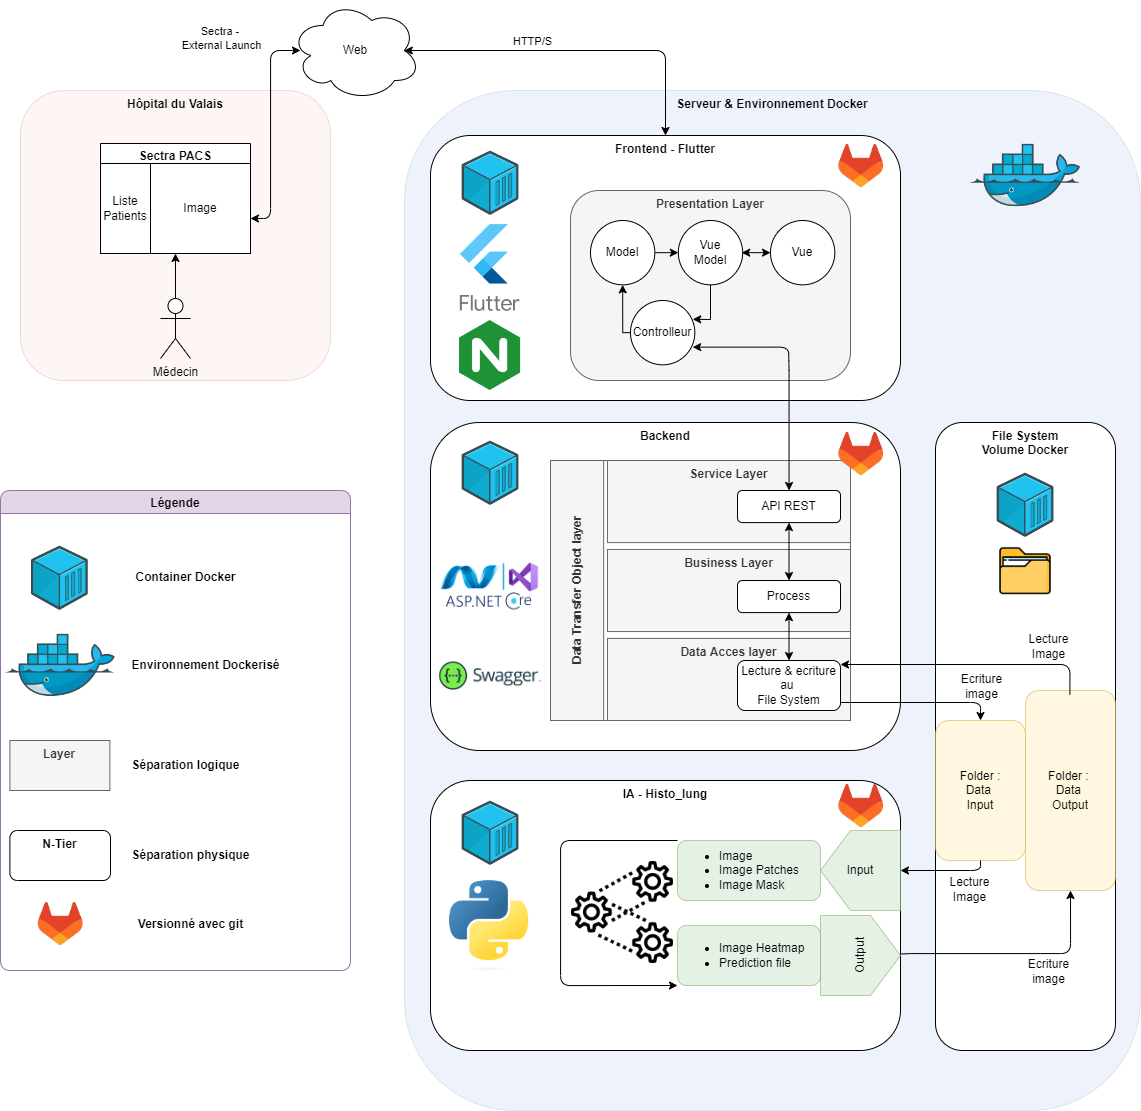 Sectra -
External Launch
Web
HTTP/S
Hôpital du Valais
Sectra PACS
Liste
Patients
Image
Médecin
Serveur & Environnement Docker
Frontend - Flutter
Flutter
Presentation Layer
Model
Vue
Model
Vue
Controlleur
Backend
ASP.NET Core
Swagger
Data Transfer Object layer
Service Layer
API REST
Business Layer
Process
Data Acces layer
Lecture & ecriture
au
File System
File System
Volume Docker
Lecture
Image
Ecriture
image
Folder :
Data
Input
Folder :
Data
Output
Lecture
Image
Ecriture
image
IA - Histo_lung
Image
Image Patches
Image Mask
Input
Image Heatmap
Prediction file
Output
Légende
Container Docker
Environnement Dockerisé
Layer
Séparation logique
N-Tier
Séparation physique
Versionné avec git